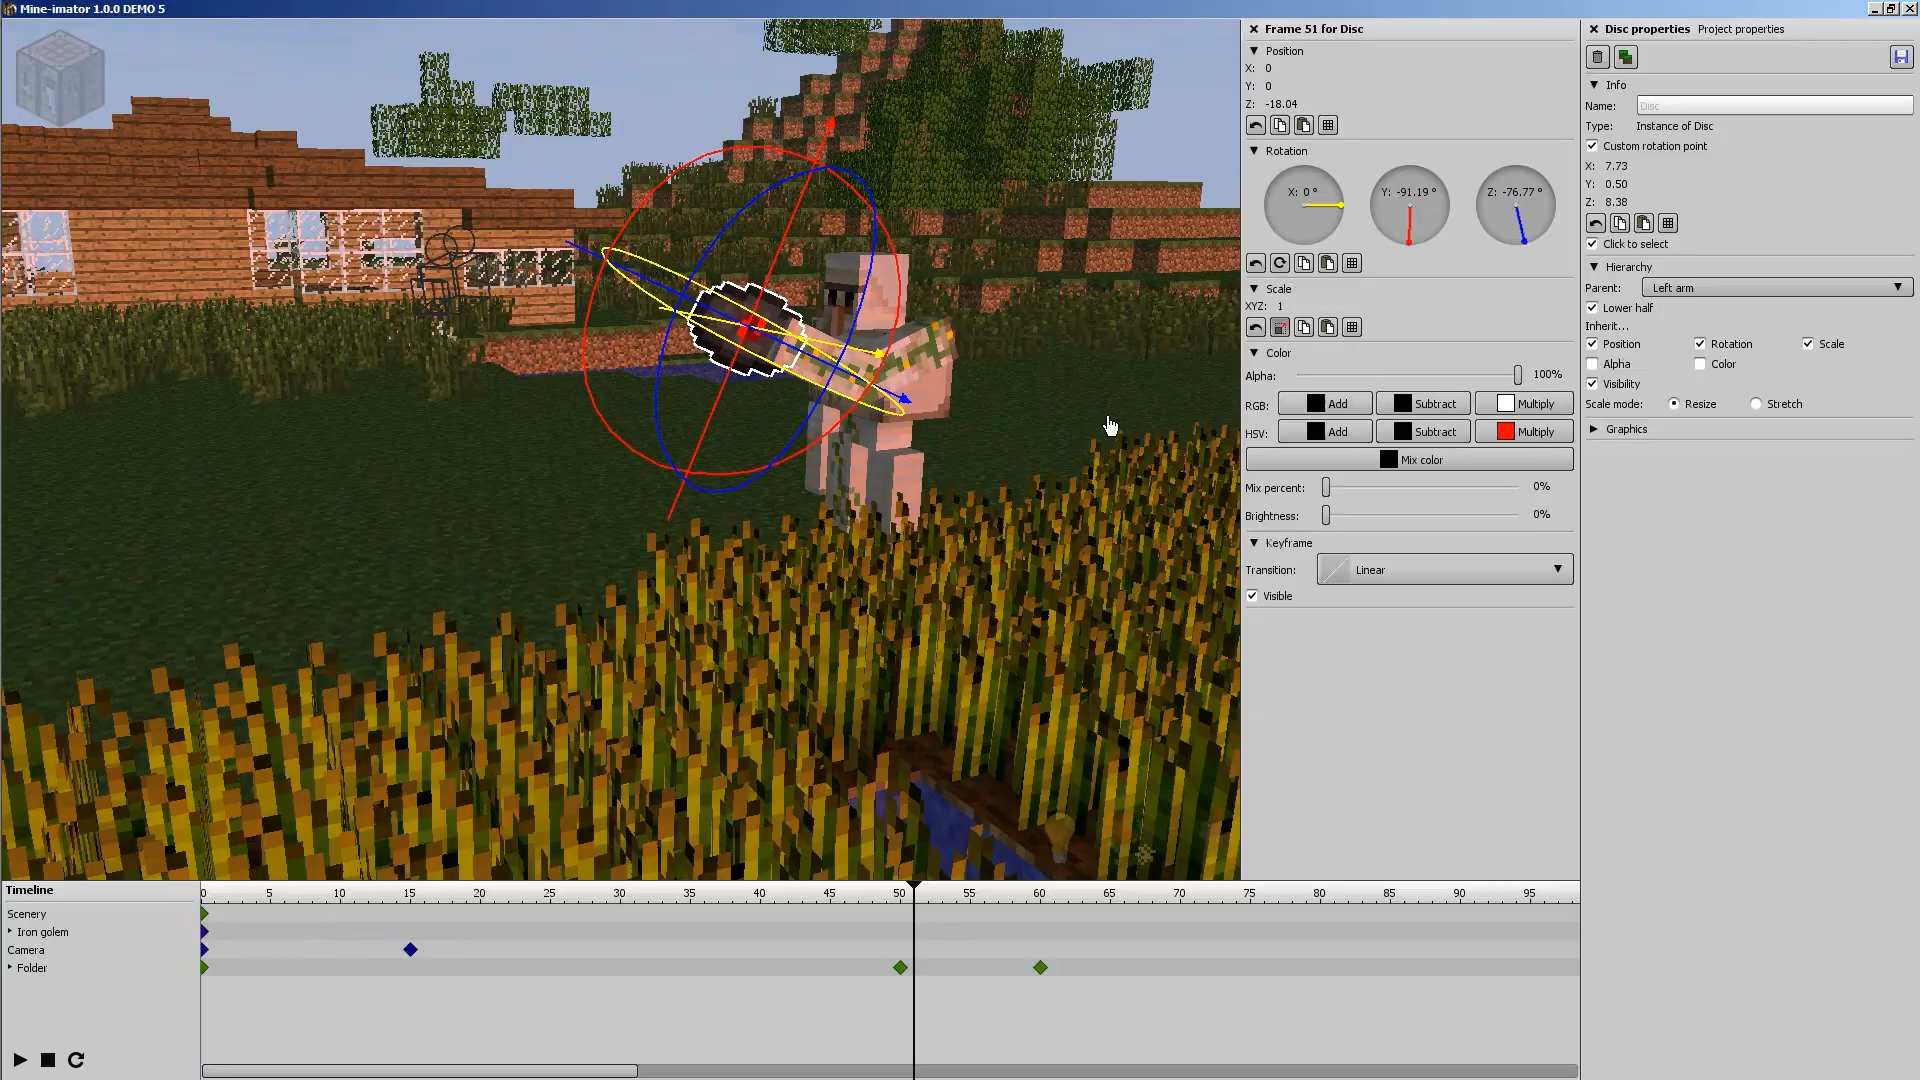 Mine-imator 1.0.0 DEMO 5
Frame 51 for Disc
Position
X: 0
Y: 0
Z: -18.04
Rotation
X: 0 °
Y: -91.19 °
Z: -76.77 °
Scale
XYZ: 1
Color
Alpha: 100%
RGB: Add Subtract Multiply
HSV: Add Subtract Multiply
Mix color
Mix percent: 0%
Brightness: 0%
Keyframe
Transition: Linear
Visible
Disc properties Project properties
Info
Name: Disc
Type: Instance of Disc
Custom rotation point
X: 7.73
Y: 0.50
Z: 8.38
Click to select
Hierarchy
Parent: Left arm
Lower half
Inherit...
Position Rotation Scale
Alpha Color
Visibility
Scale mode: Resize Stretch
Graphics
Timeline
0 5 10 15 20 25 30 35 40 45 50 55 60 65 70 75 80 85 90 95
Scenery
Iron golem
Camera
Folder